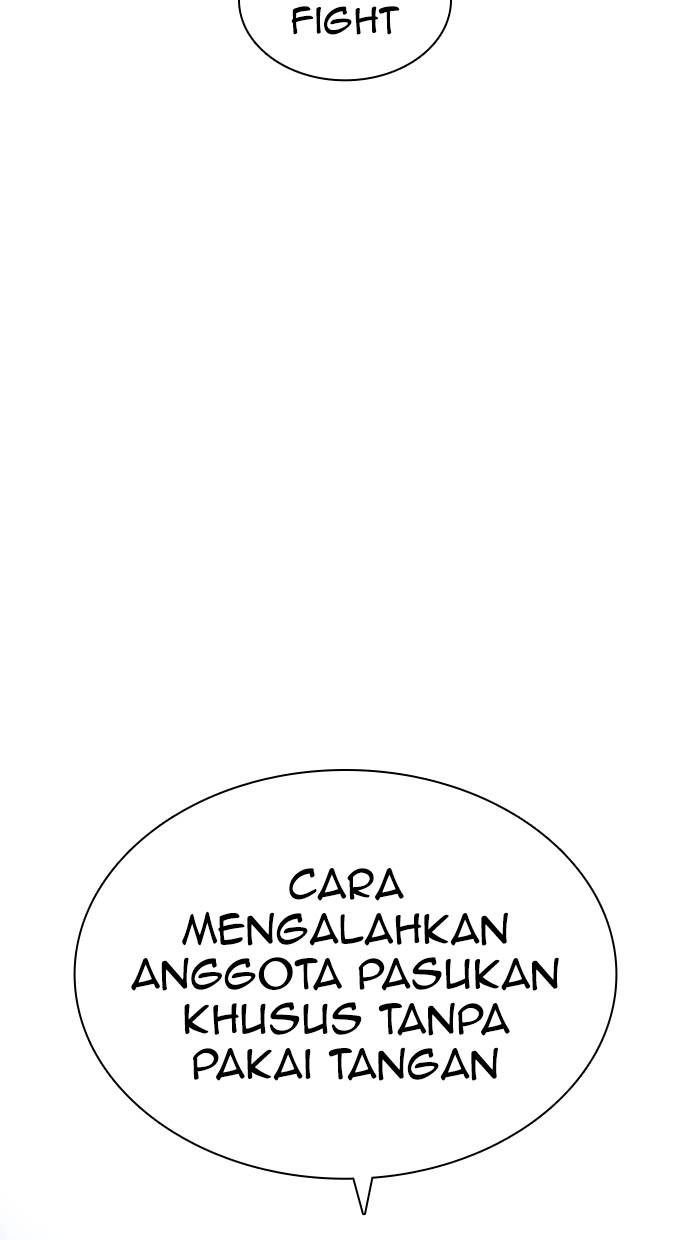 FIGHT
CARA
MENGALAHKAN
ANGGOTA PASUKAN
KHUSUS TANPA
PAKAI TANGAN